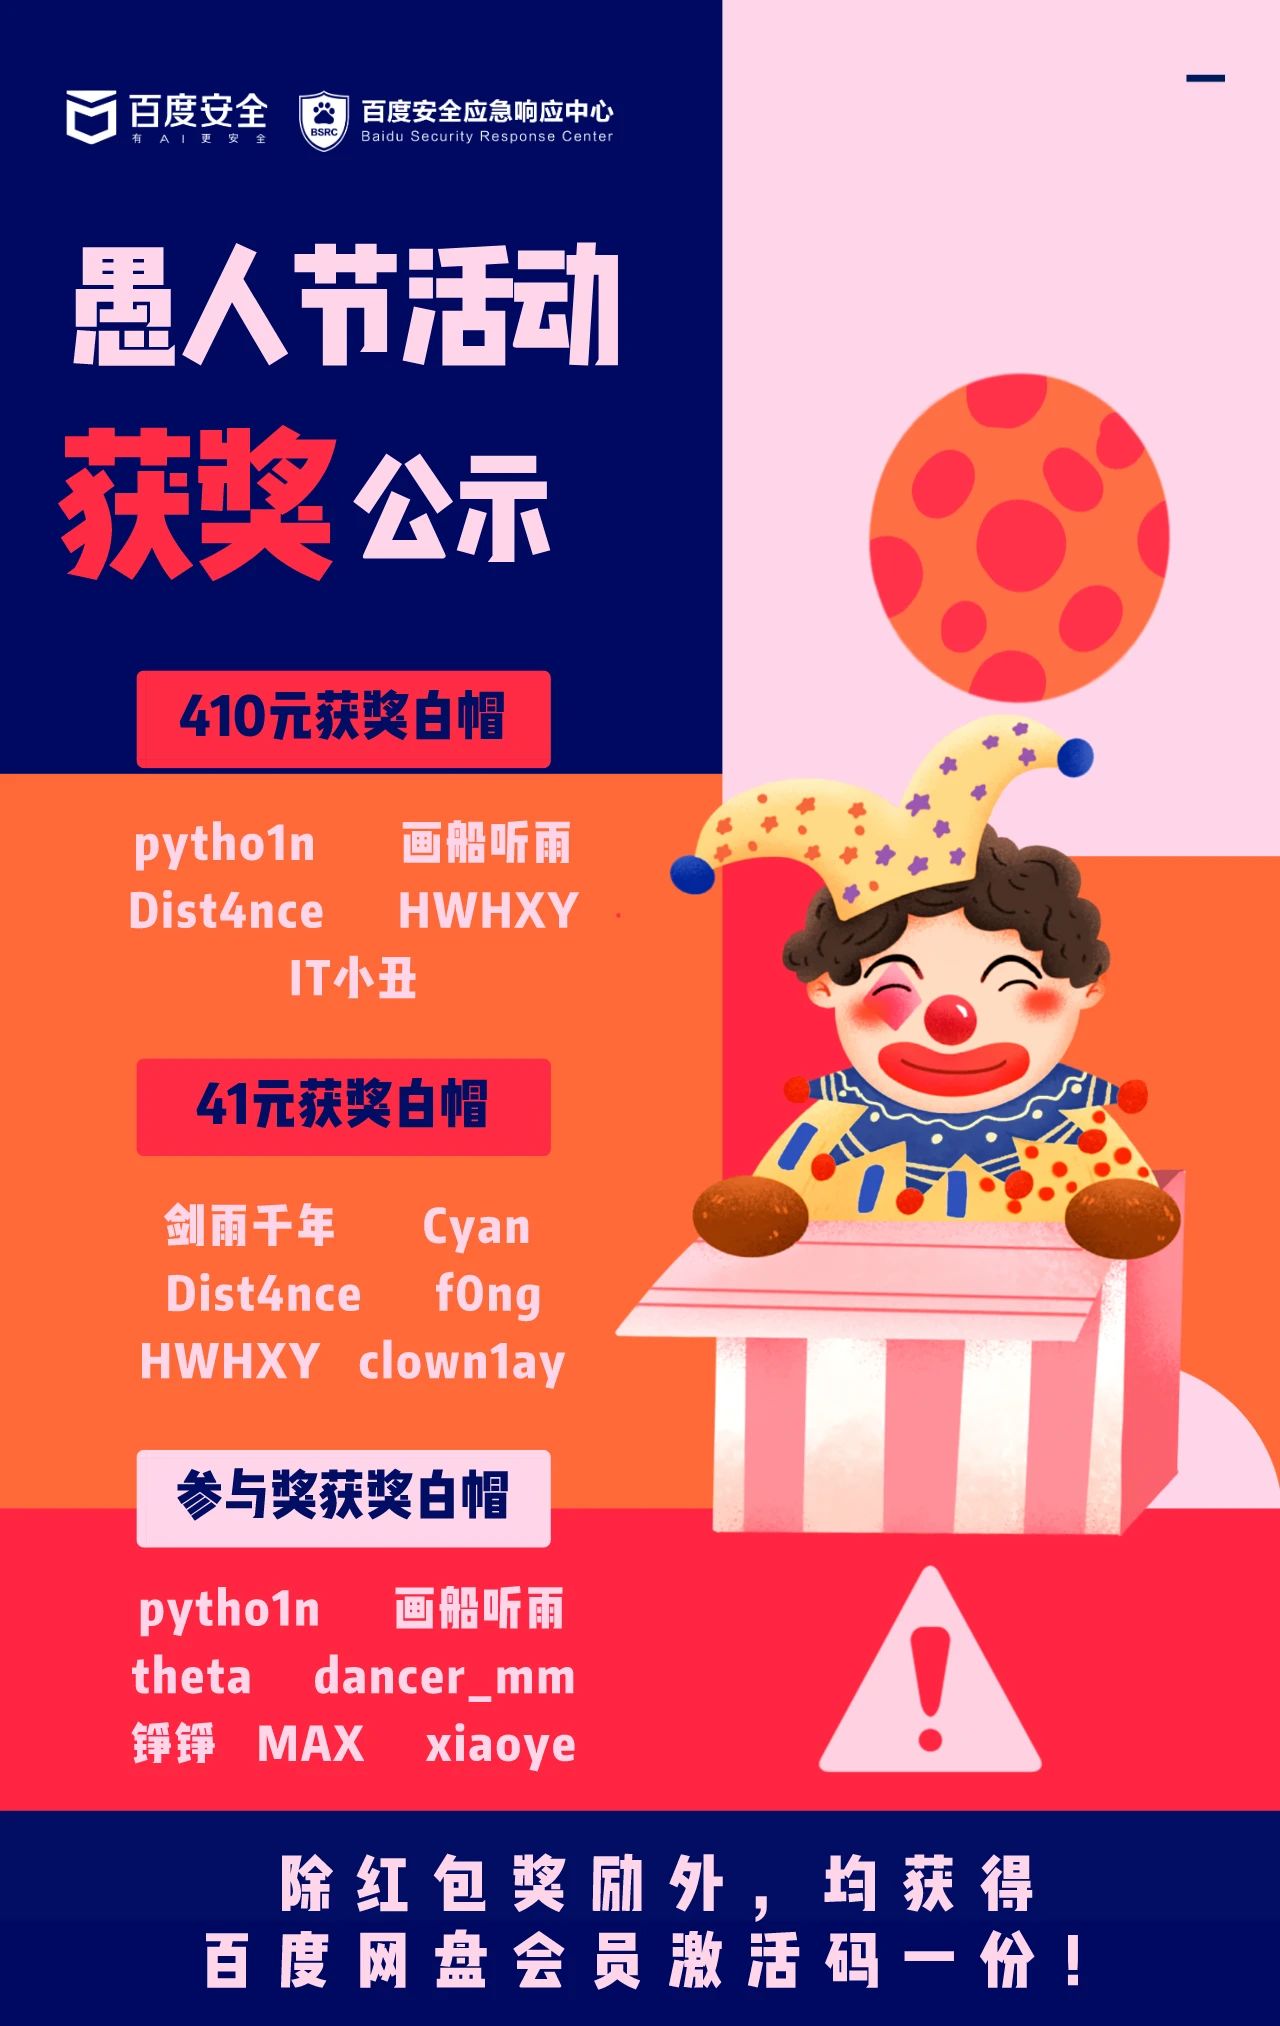 百度安全
有AI更安全
BSRC
百度安全应急响应中心
Baidu Security Response Center
愚人节活动
获奖公示
410元获奖白帽
pytho1n 画船听雨
Dist4nce HWHXY
IT小丑
41元获奖白帽
剑雨千年 Cyan
Dist4nce f0ng
HWHXY clown1ay
参与奖获奖白帽
pytho1n 画船听雨
theta dancer_mm
铮铮 MAX xiaoye
除红包奖励外，均获得
百度网盘会员激活码一份！